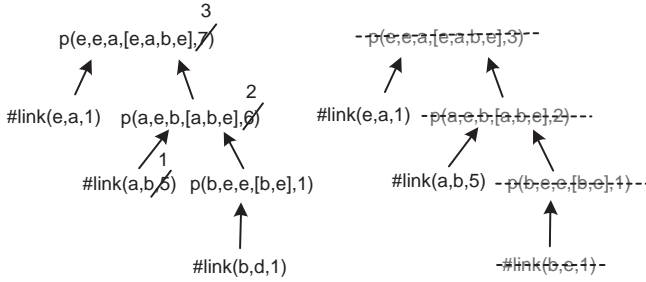 3
p(e,e,a,[e,a,b,e],7)
p(e,e,a,[e,a,b,e],3)
2
#link(e,a,1) p(a,e,b,[a,b,e],6)
#link(e,a,1) p(a,e,b,[a,b,e],2)
1
#link(a,b,5) p(b,e,e,[b,e],1)
#link(a,b,5) p(b,e,e,[b,e],1)
#link(b,d,1)
#link(b,e,1)